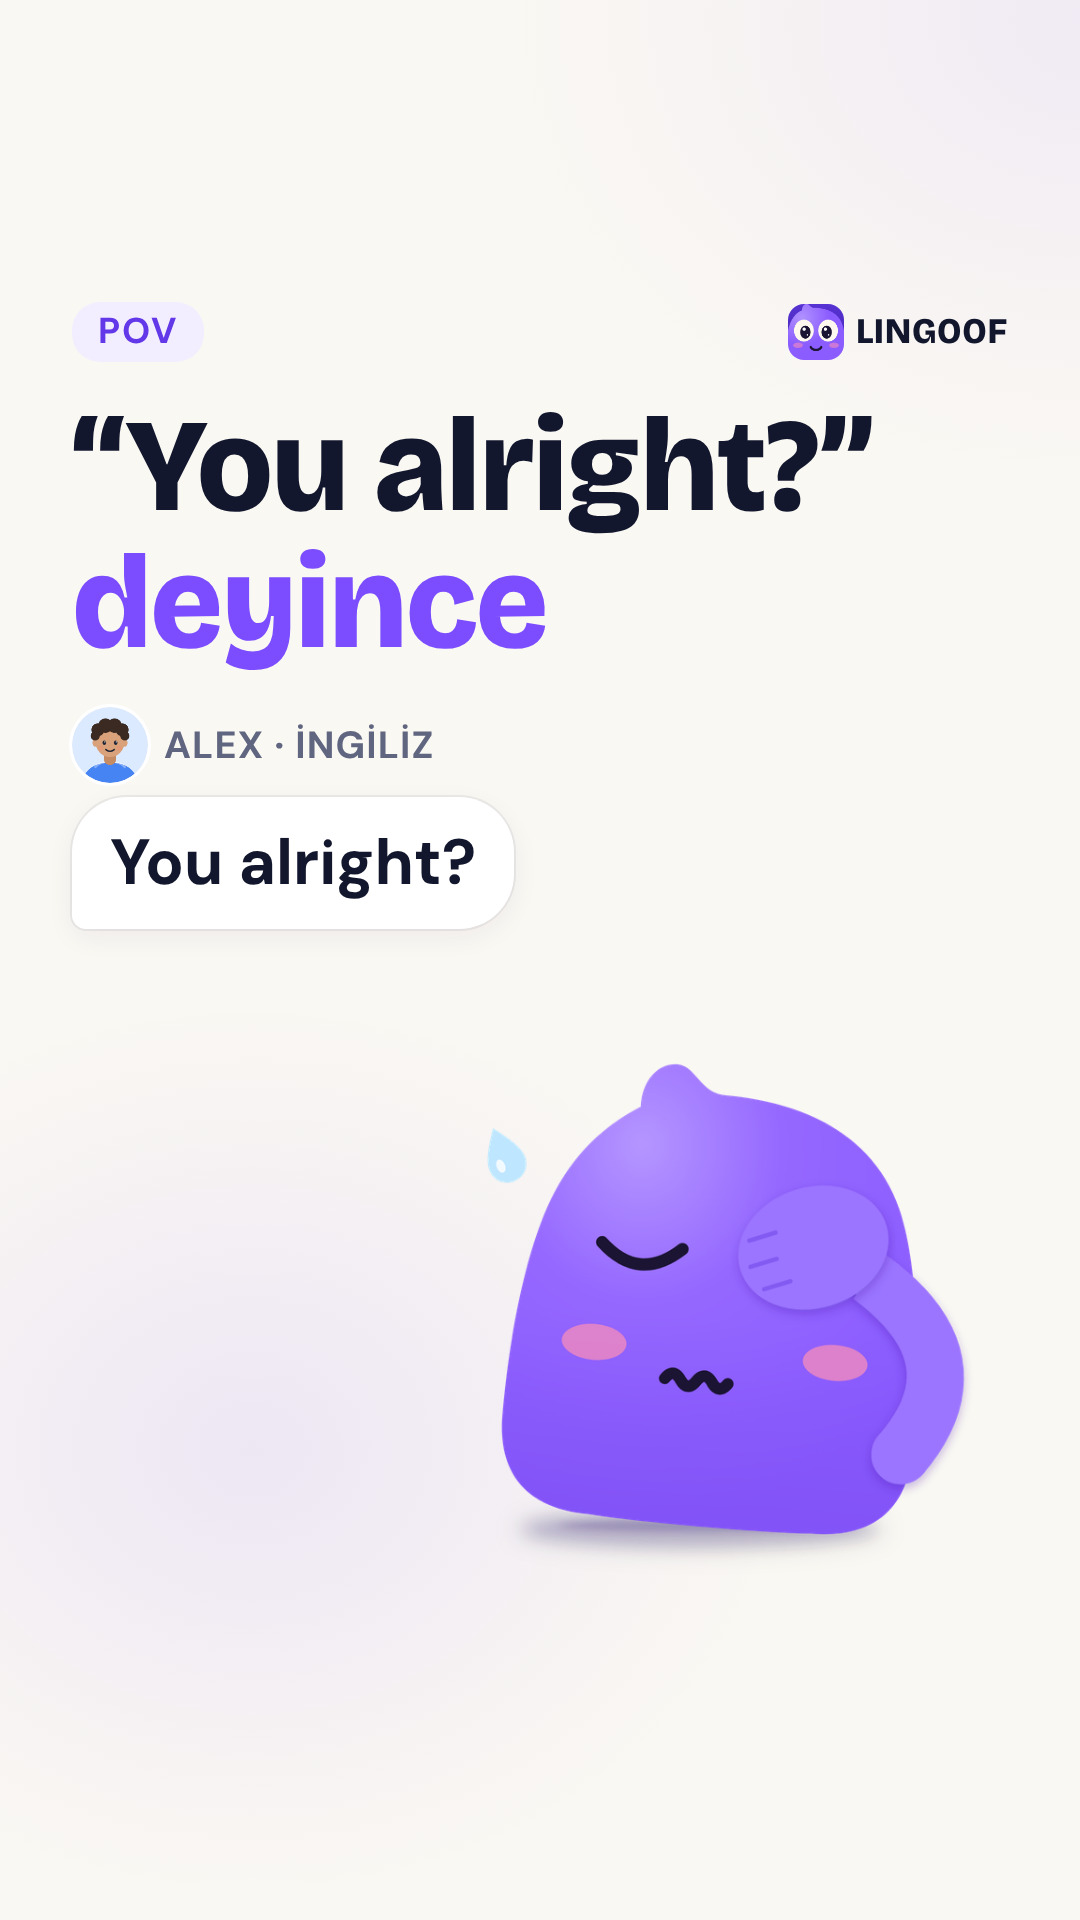 POV
LINGOOF
“You alright?”
deyince
ALEX · İNGİLİZ
You alright?